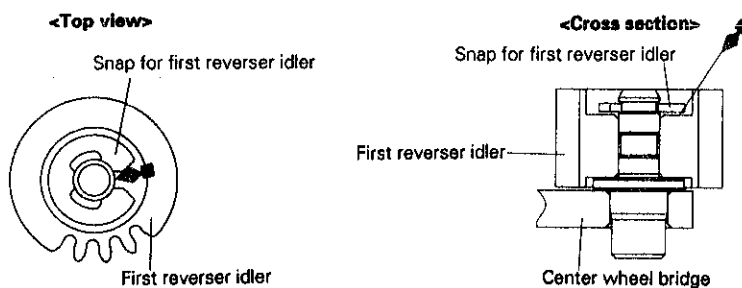 <Top view>
Snap for first reverser idler
First reverser idler
<Cross section>
Snap for first reverser idler
First reverser idler
Center wheel bridge